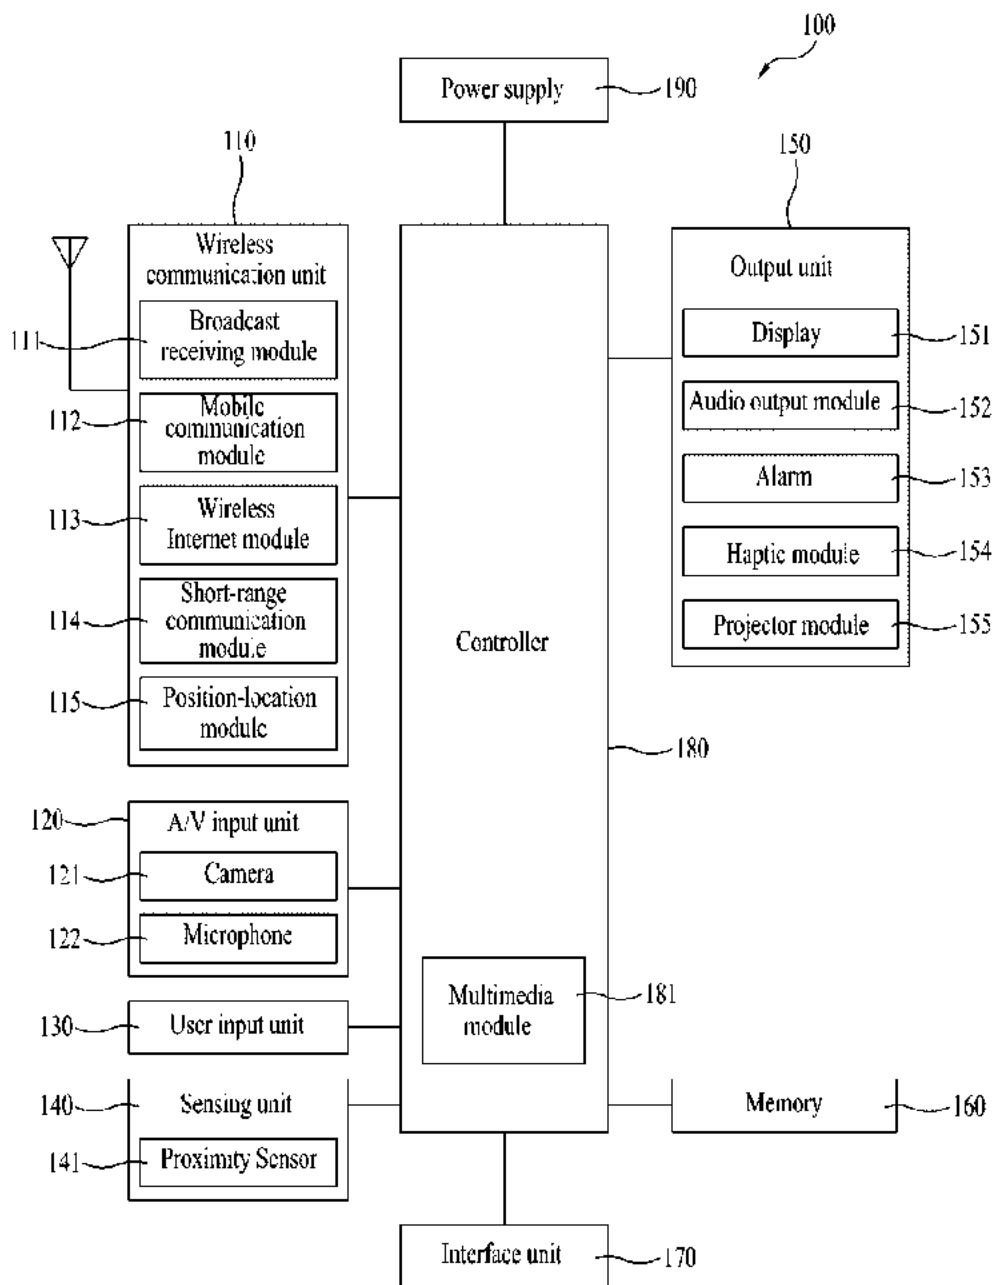 100
Power supply
190
110
150
Wireless
communication unit
Output unit
Broadcast
receiving module
111
Display
151
Mobile
communication
module
112
Audio output module
152
Wireless
Internet module
113
Alarm
153
Short-range
communication
module
114
Haptic module
154
Controller
Projector module
155
Position-location
module
115
180
120
A/V input unit
121
Camera
122
Microphone
Multimedia
module
181
130
User input unit
140
Sensing unit
Memory
160
141
Proximity Sensor
Interface unit
170